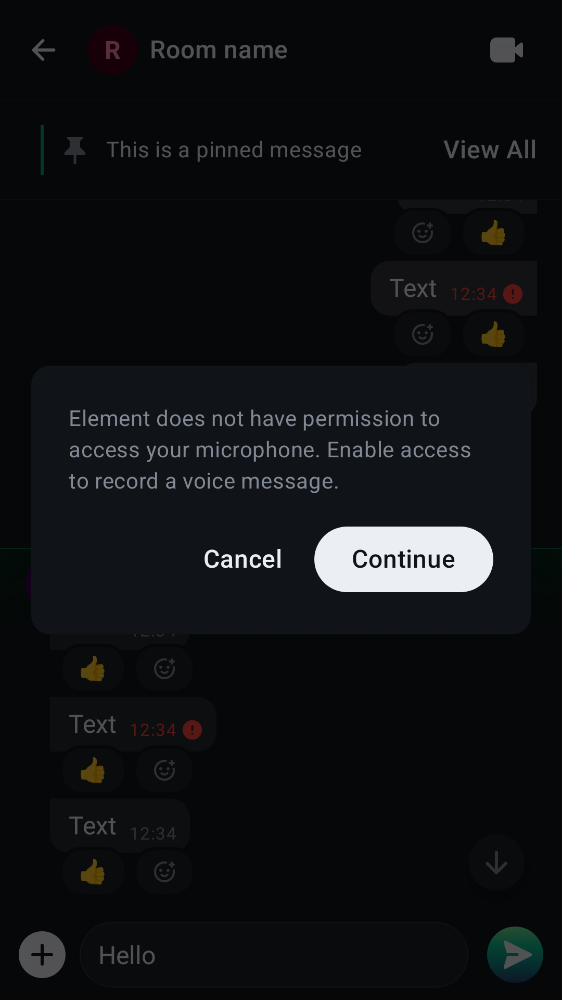 R Room name
This is a pinned message View All
Text 12:34
Element does not have permission to
access your microphone. Enable access
to record a voice message.
Cancel Continue
Text 12:34
Text 12:34
Hello